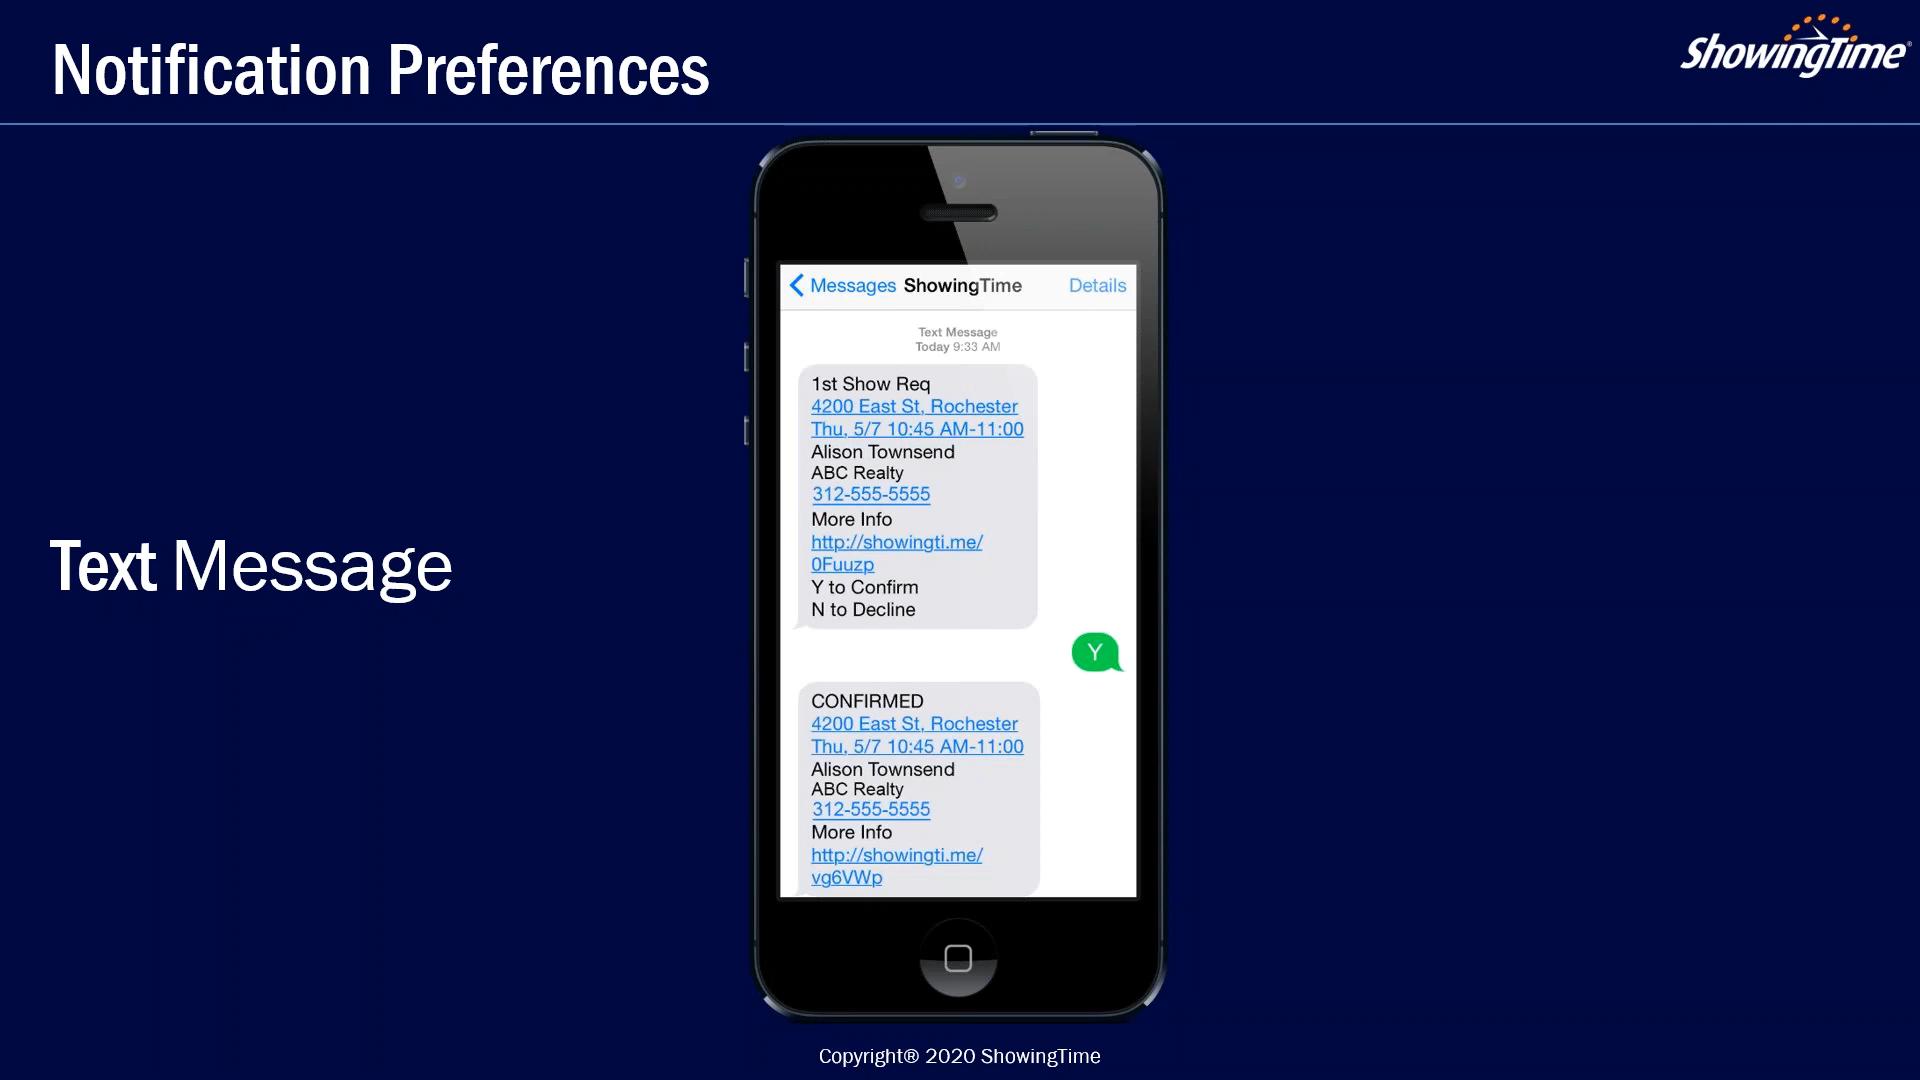 Notification Preferences
ShowingTime®
Messages ShowingTime Details
Text Message
Today 9:33 AM
1st Show Req
4200 East St, Rochester
Thu, 5/7 10:45 AM-11:00
Alison Townsend
ABC Realty
312-555-5555
More Info
http://showingti.me/
0Fuuzp
Y to Confirm
N to Decline
Y
CONFIRMED
4200 East St, Rochester
Thu, 5/7 10:45 AM-11:00
Alison Townsend
ABC Realty
312-555-5555
More Info
http://showingti.me/
vg6VWp
Text Message
Copyright® 2020 ShowingTime